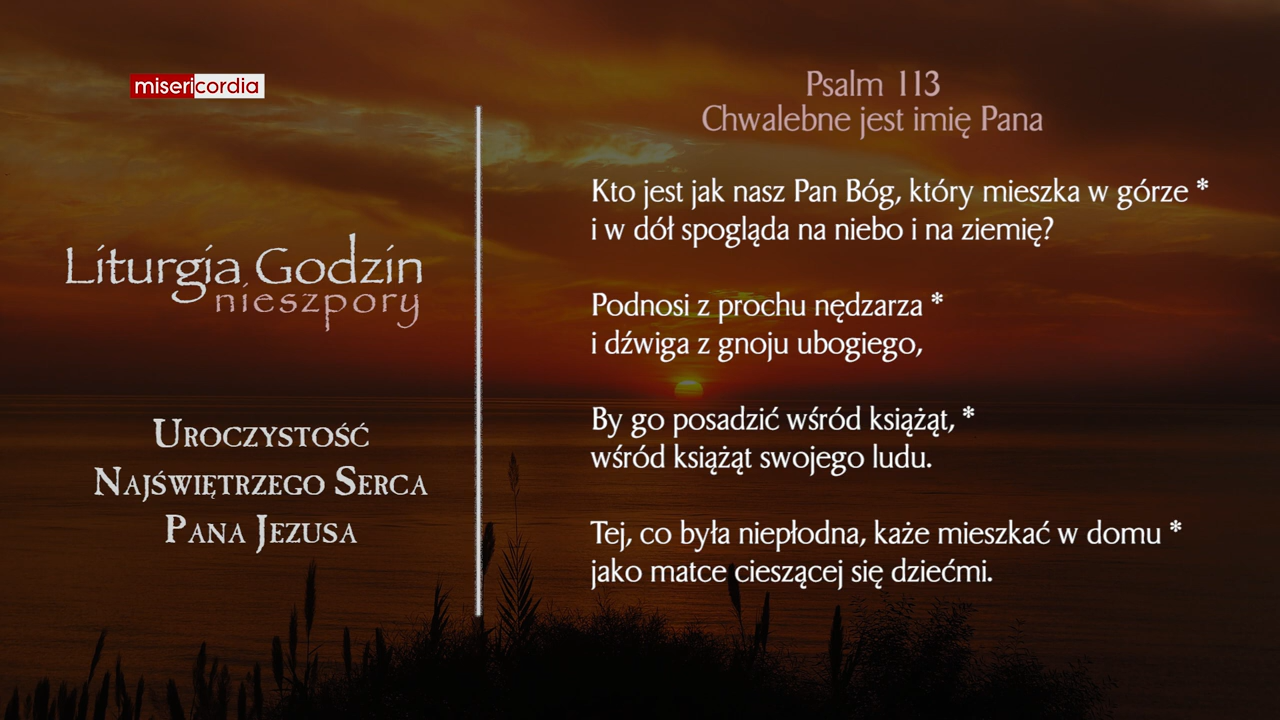 misericordia
Liturgia Godzin
nieszpory
Uroczystość
Najświętrzego Serca
Pana Jezusa
Psalm 113
Chwalebne jest imię Pana
Kto jest jak nasz Pan Bóg, który mieszka w górze *
i w dół spogląda na niebo i na ziemię?
Podnosi z prochu nędzarza *
i dźwiga z gnoju ubogiego,
By go posadzić wśród książąt, *
wśród książąt swojego ludu.
Tej, co była niepłodna, każe mieszkać w domu *
jako matce cieszącej się dziećmi.